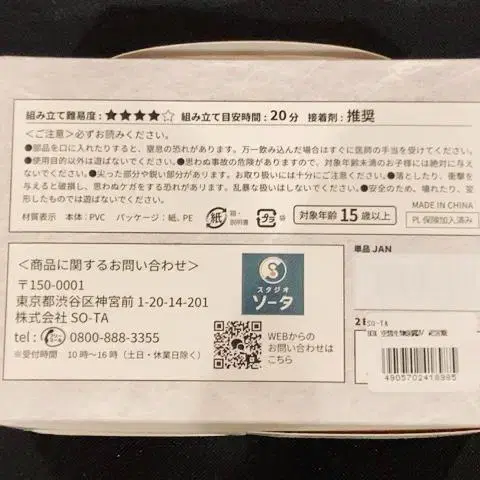 組み立て難易度：★★★★☆ 組み立て目安時間：20分 接着剤：推奨
＜ご注意＞必ずお読みください。
●部品を口に入れたりすると、窒息の恐れがあります。万一飲み込んだ場合はすぐに医師の手当を受けてください。
●使用目的以外は遊ばないでください。●思わぬ事故の危険がありますので、対象年齢未満のお子様には絶対に与え
ないでください。●尖った部分や鋭い部分があります。お取り扱いには十分にご注意ください。●落としたり、衝撃
を与えると破損し、思わぬケガをする恐れがあります。乱暴な扱いはしないでください。●安全のため、壊れたり、変
形したものでは遊ばないでください。
材質表示 本体：PVC パッケージ：紙、PE
紙 箱・説明書
プラ 袋
対象年齢15歳以上
MADE IN CHINA
PL保険加入済み
＜商品に関するお問い合わせ＞
〒150-0001
東京都渋谷区神宮前 1-20-14-201
株式会社 SO-TA
tel： 0800-888-3355
※受付時間 10時〜16時（土日・休業日除く）
スタジオ
ソータ
WEBからの
お問い合わせは
こちら
単品 JAN
SO-TA
4905702418985